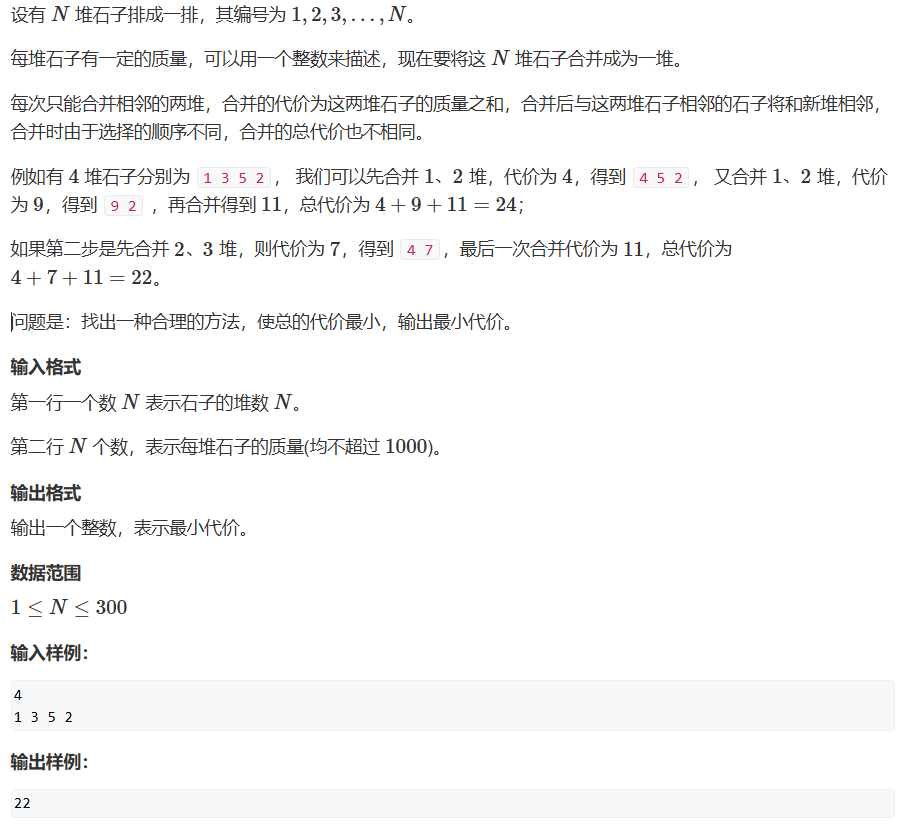 设有 N 堆石子排成一排，其编号为 1, 2, 3, . . . , N。
每堆石子有一定的质量，可以用一个整数来描述，现在要将这 N 堆石子合并成为一堆。
每次只能合并相邻的两堆，合并的代价为这两堆石子的质量之和，合并后与这两堆石子相邻的石子将和新堆相邻，
合并时由于选择的顺序不同，合并的总代价也不相同。
例如有 4 堆石子分别为 1 3 5 2 ， 我们可以先合并 1、2 堆，代价为 4，得到 4 5 2 ， 又合并 1、2 堆，代价
为 9，得到 9 2 ，再合并得到 11，总代价为 4 + 9 + 11 = 24；
如果第二步是先合并 2、3 堆，则代价为 7，得到 4 7 ，最后一次合并代价为 11，总代价为
4 + 7 + 11 = 22。
问题是：找出一种合理的方法，使总的代价最小，输出最小代价。
输入格式
第一行一个数 N 表示石子的堆数 N。
第二行 N 个数，表示每堆石子的质量(均不超过 1000)。
输出格式
输出一个整数，表示最小代价。
数据范围
1 ≤ N ≤ 300
输入样例：
4
1 3 5 2
输出样例：
22